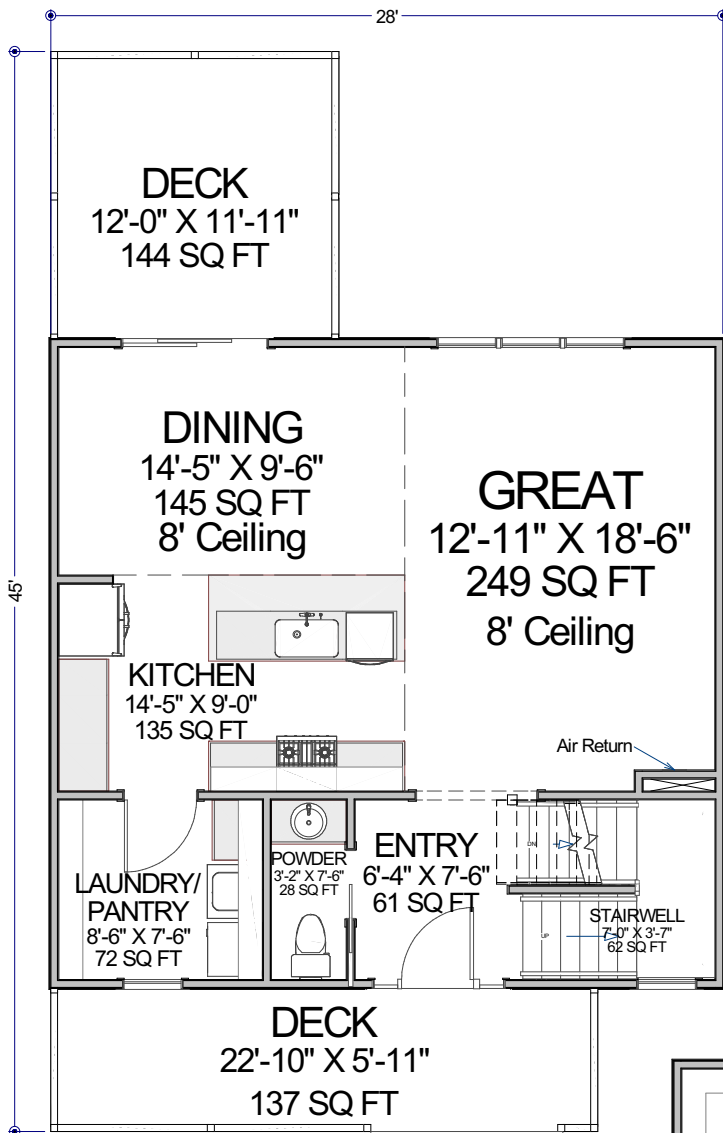 28'
45'
DECK
12'-0" X 11'-11"
144 SQ FT
DINING
14'-5" X 9'-6"
145 SQ FT
8' Ceiling
GREAT
12'-11" X 18'-6"
249 SQ FT
8' Ceiling
KITCHEN
14'-5" X 9'-0"
135 SQ FT
Air Return
LAUNDRY/
PANTRY
8'-6" X 7'-6"
72 SQ FT
POWDER
3'-2" X 7'-6"
28 SQ FT
ENTRY
6'-4" X 7'-6"
61 SQ FT
DN
UP
STAIRWELL
7'-0" X 3'-7"
62 SQ FT
DECK
22'-10" X 5'-11"
137 SQ FT